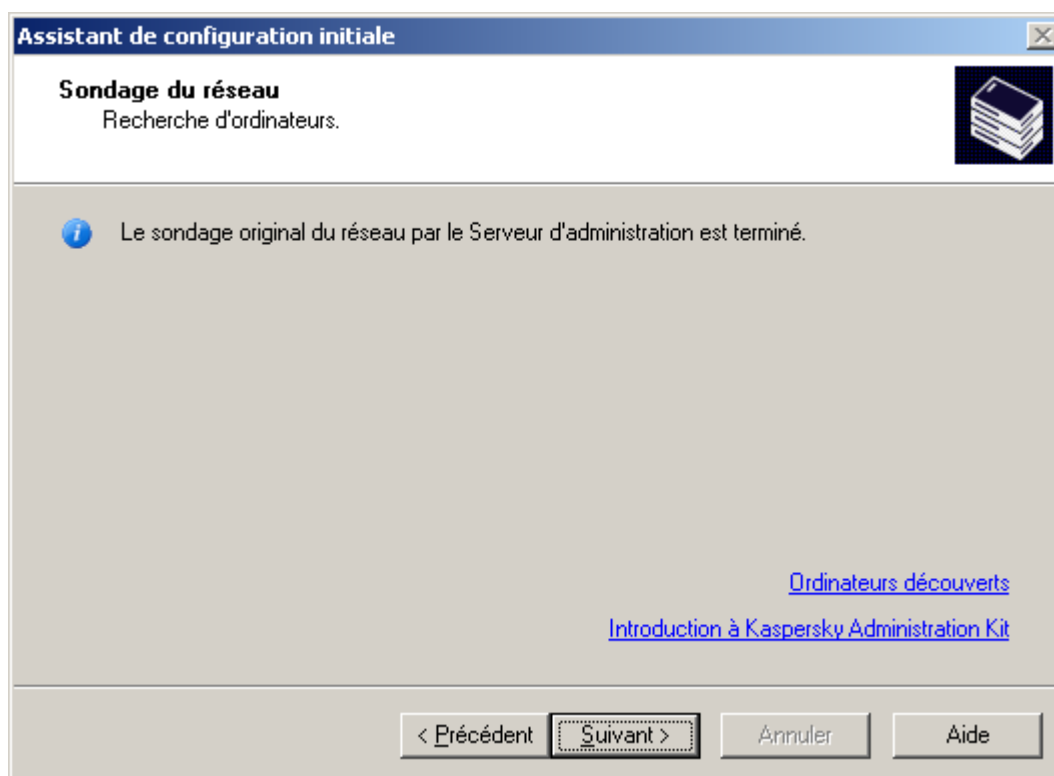 Assistant de configuration initiale
Sondage du réseau
Recherche d'ordinateurs.
Le sondage original du réseau par le Serveur d'administration est terminé.
Ordinateurs découverts
Introduction à Kaspersky Administration Kit
< Précédent Suivant > Annuler Aide